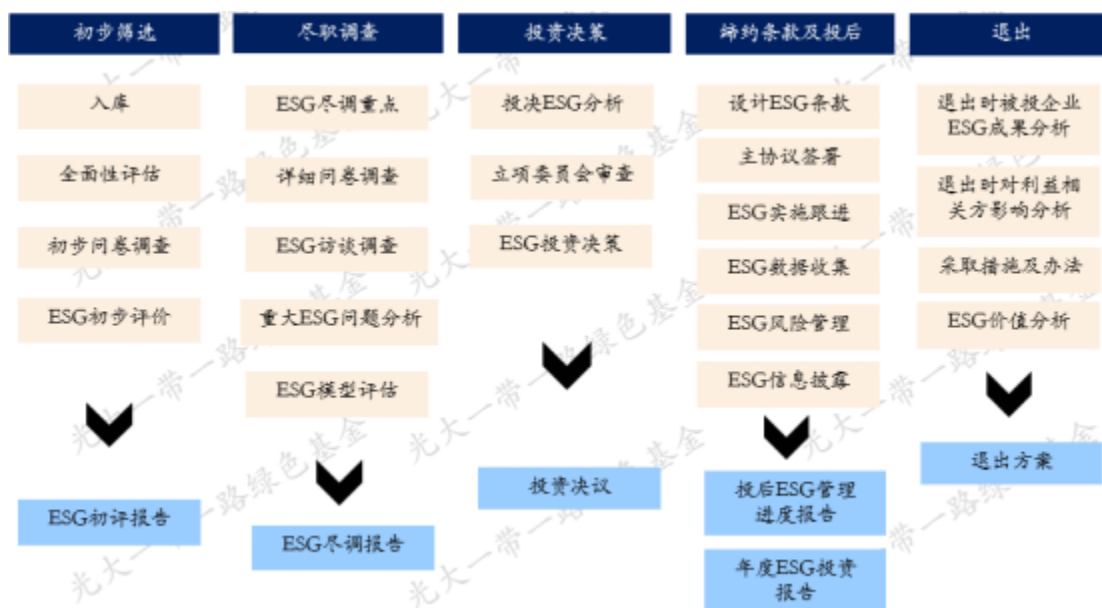 初步筛选
入库
全面性评估
初步问卷调查
ESG初步评价
ESG初评报告
尽职调查
ESG尽调重点
详细问卷调查
ESG访谈调查
重大ESG问题分析
ESG模型评估
ESG尽调报告
投资决策
投决ESG分析
立项委员会审查
ESG投资决策
投资决议
缔约条款及投后
设计ESG条款
主协议签署
ESG实施跟进
ESG数据收集
ESG风险管理
ESG信息披露
投后ESG管理
进度报告
年度ESG投资
报告
退出
退出时被投企业
ESG成果分析
退出时对利益相
关方影响分析
采取措施及办法
ESG价值分析
退出方案
光大一带一路绿色基金